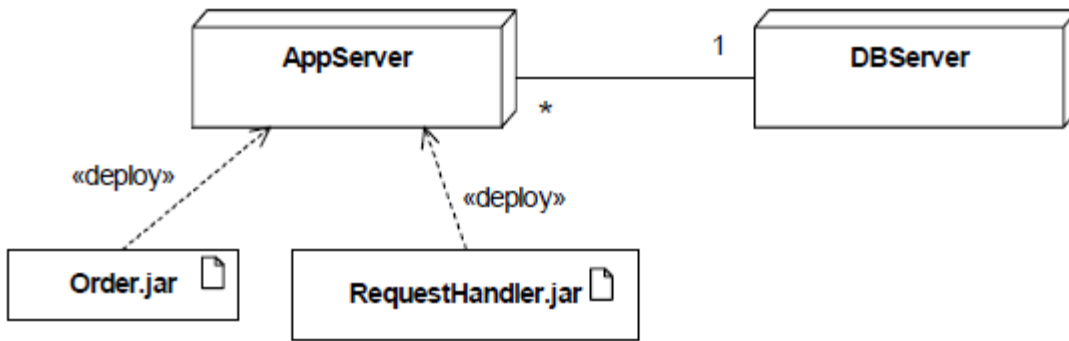 AppServer
1
DBServer
*
«deploy»
«deploy»
Order.jar
RequestHandler.jar